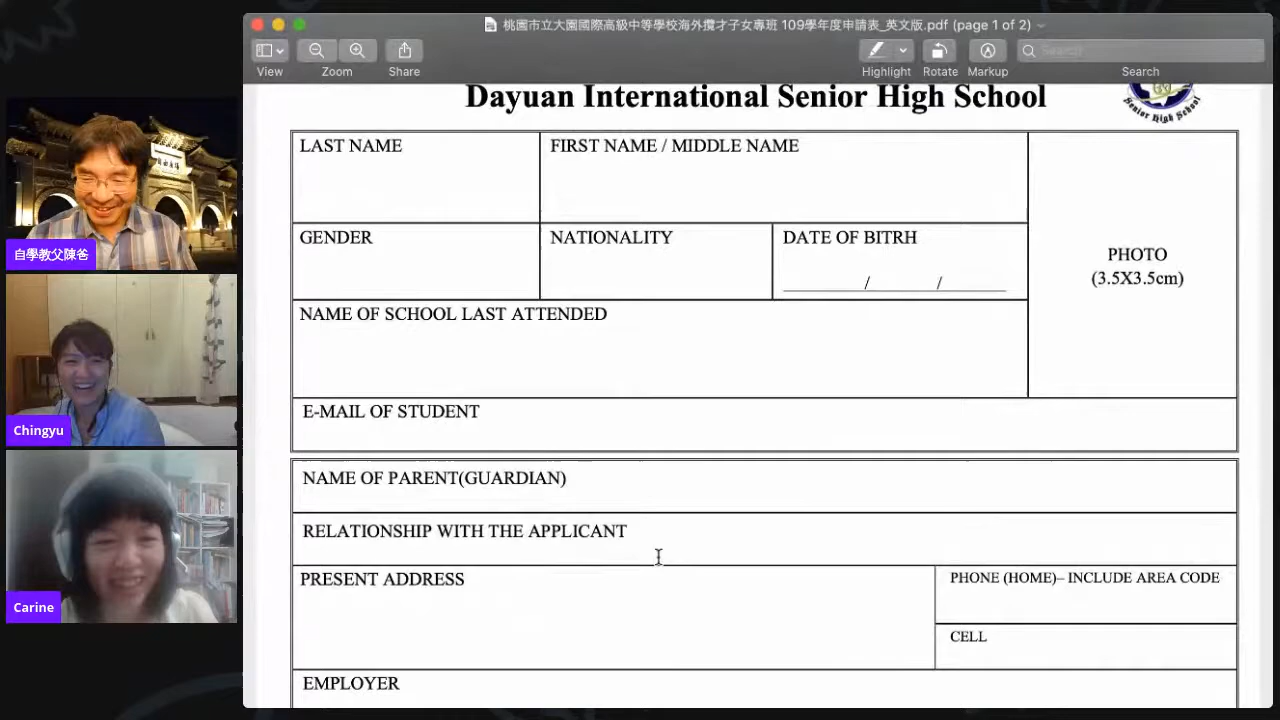 桃園市立大園國際高級中等學校海外攬才子女專班 109學年度申請表_英文版.pdf (page 1 of 2)
View
Zoom
Share
Highlight
Rotate
Markup
Search
Search
Dayuan International Senior High School
Senior High School
LAST NAME
FIRST NAME / MIDDLE NAME
GENDER
NATIONALITY
DATE OF BITRH
/ /
PHOTO
(3.5X3.5cm)
NAME OF SCHOOL LAST ATTENDED
E-MAIL OF STUDENT
NAME OF PARENT(GUARDIAN)
RELATIONSHIP WITH THE APPLICANT
PRESENT ADDRESS
PHONE (HOME)– INCLUDE AREA CODE
CELL
EMPLOYER
自學教父陳爸
Chingyu
Carine